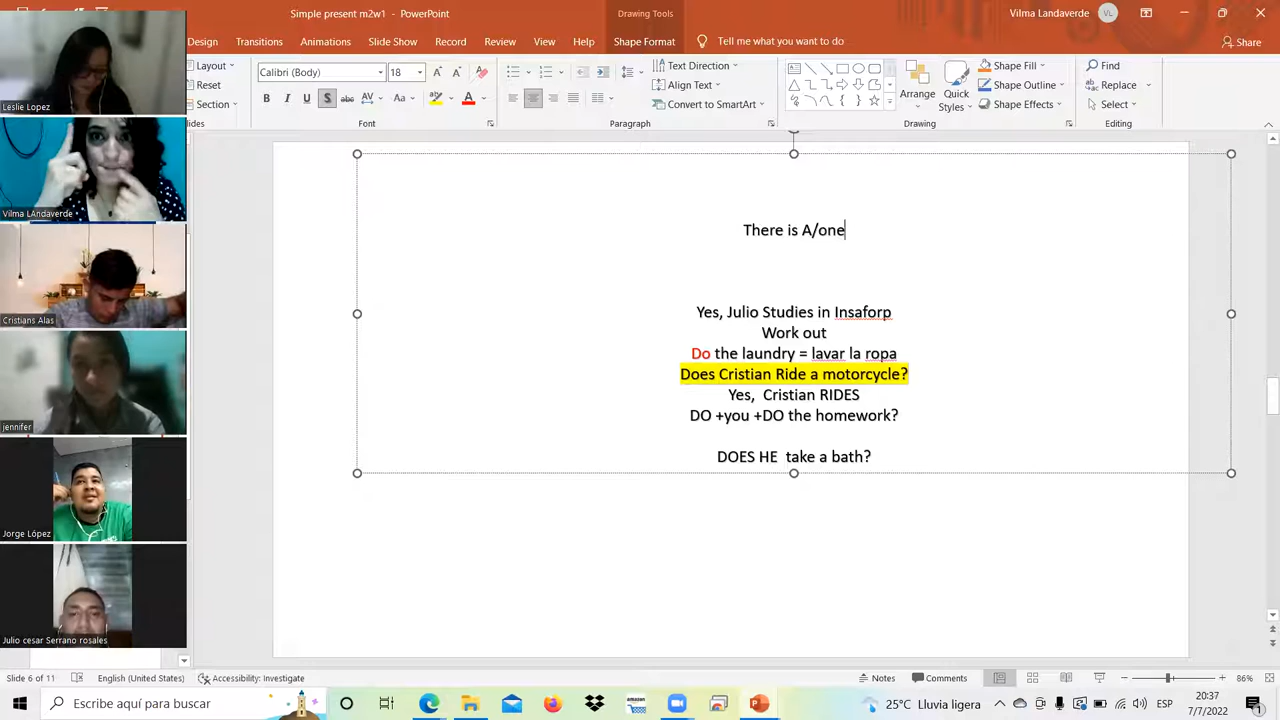 Simple present m2w1 - PowerPoint
Drawing Tools
Vilma Landaverde
VL
Design
Transitions
Animations
Slide Show
Record
Review
View
Help
Shape Format
Tell me what you want to do
Share
Layout
Reset
Section
lides
Calibri (Body)
18
Font
Text Direction
Align Text
Convert to SmartArt
Paragraph
Arrange
Quick
Styles
Shape Fill
Shape Outline
Shape Effects
Drawing
Find
Replace
Select
Editing
Leslie Lopez
Vilma LAndaverde
Cristians Alas
jennifer
Jorge López
Julio cesar Serrano rosales
There is A/one
Yes, Julio Studies in Insaforp
Work out
Do the laundry = lavar la ropa
Does Cristian Ride a motorcycle?
Yes, Cristian RIDES
DO +you +DO the homework?
DOES HE take a bath?
Slide 6 of 11
English (United States)
Accessibility: Investigate
Notes
Comments
86%
Escribe aquí para buscar
amazon
25°C Lluvia ligera
ESP
20:37
7/7/2022
1